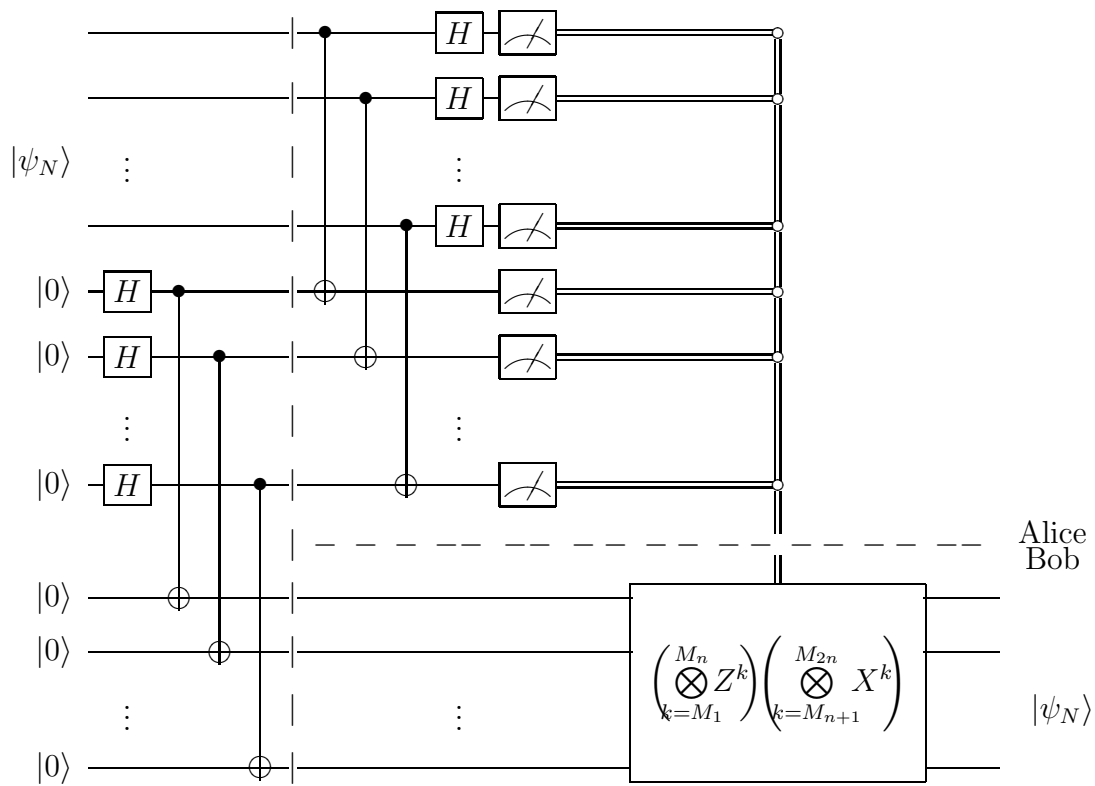 H
H
|ψ_N⟩ ⋮ ⋮
H
|0⟩ H
|0⟩ H
⋮ ⋮
|0⟩ H
Alice
Bob
|0⟩
|0⟩
(⊗_{k=M_1}^{M_n} Z^k)(⊗_{k=M_{n+1}}^{M_{2n}} X^k)
⋮ ⋮ |ψ_N⟩
|0⟩